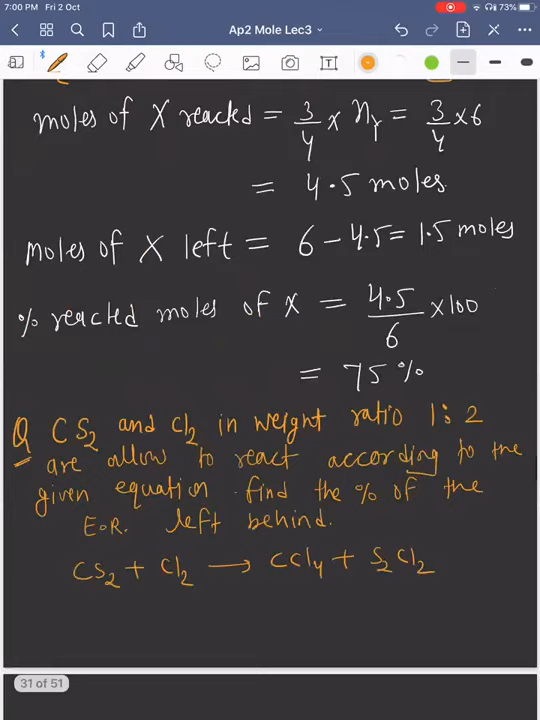 7:00 PM Fri 2 Oct 73%
Ap2 Mole Lec3
moles of X reacted = 3/4 × nY = 3/4 × 6
= 4.5 moles
moles of X left = 6 - 4.5 = 1.5 moles
% reacted moles of X = 4.5/6 × 100
= 75 %
Q CS2 and Cl2 in weight ratio 1:2
are allow to react according to the
given equation. find the % of the
E.R. left behind.
CS2 + Cl2 → CCl4 + S2Cl2
31 of 51